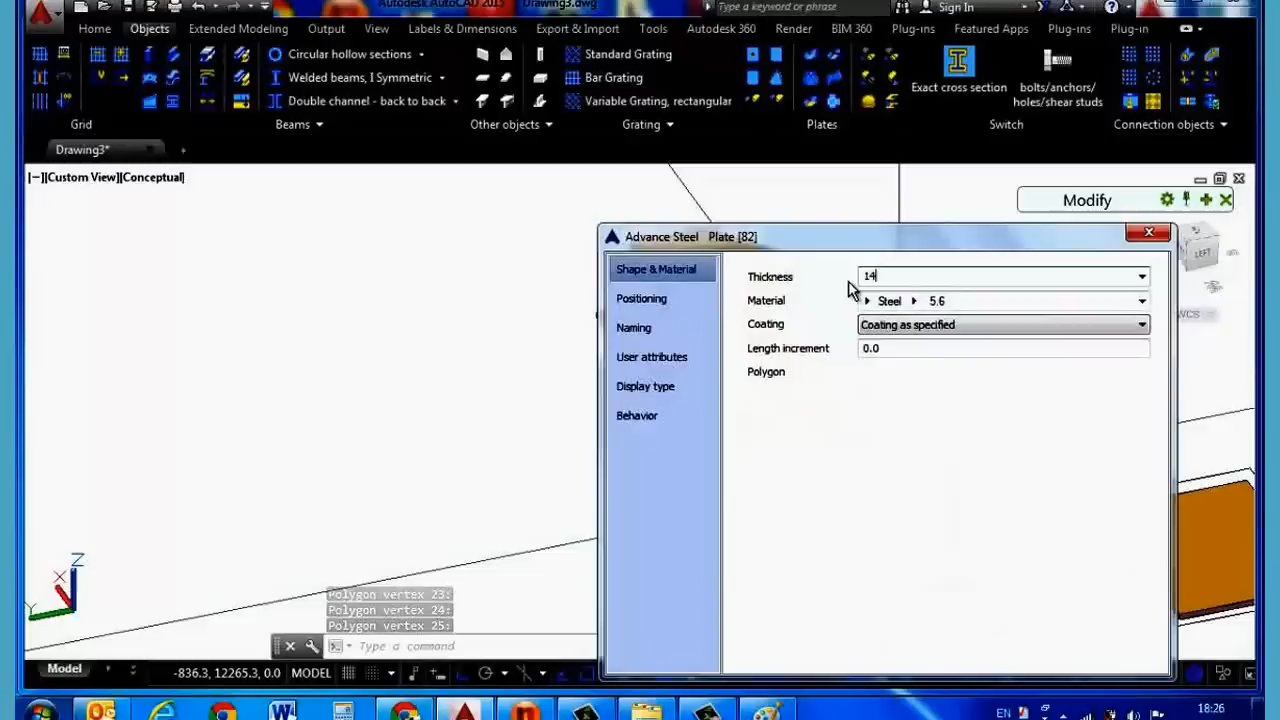 Autodesk AutoCAD 2015 Drawing3.dwg Type a keyword or phrase Sign In
Home Objects Extended Modeling Output View Labels & Dimensions Export & Import Tools Autodesk 360 Render BIM 360 Plug-ins Featured Apps Plug-ins Plug-in
Circular hollow sections Standard Grating
Welded beams, I Symmetric Bar Grating
Exact cross section bolts/anchors/
Double channel - back to back Variable Grating, rectangular holes/shear studs
Grid Beams Other objects Grating Plates Switch Connection objects
Drawing3*
[−][Custom View][Conceptual]
Modify
Advance Steel Plate [82]
LEFT
Shape & Material Thickness 14
Positioning Material Steel 5.6
WCS
Naming Coating Coating as specified
Length increment 0.0
User attributes
Polygon
Display type
Behavior
Z
X
Y
Polygon vertex 23:
Polygon vertex 24:
Polygon vertex 25:
Type a command
Model -836.3, 12265.3, 0.0 MODEL
EN 18:26